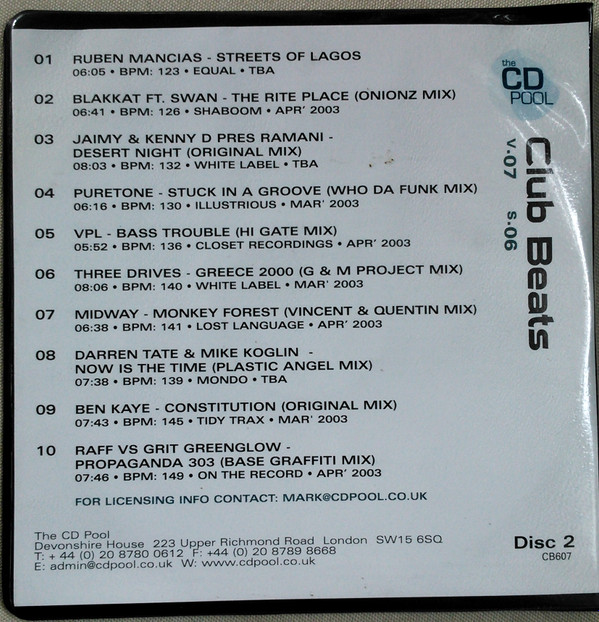 01 RUBEN MANCIAS - STREETS OF LAGOS
06:05 • BPM: 123 • EQUAL • TBA
02 BLAKKAT FT. SWAN - THE RITE PLACE (ONIONZ MIX)
06:41 • BPM: 126 • SHABOOM • APR' 2003
03 JAIMY & KENNY D PRES RAMANI -
DESERT NIGHT (ORIGINAL MIX)
08:03 • BPM: 132 • WHITE LABEL • TBA
04 PURETONE - STUCK IN A GROOVE (WHO DA FUNK MIX)
06:16 • BPM: 130 • ILLUSTRIOUS • MAR' 2003
05 VPL - BASS TROUBLE (HI GATE MIX)
05:52 • BPM: 136 • CLOSET RECORDINGS • APR' 2003
06 THREE DRIVES - GREECE 2000 (G & M PROJECT MIX)
08:06 • BPM: 140 • WHITE LABEL • MAR' 2003
07 MIDWAY - MONKEY FOREST (VINCENT & QUENTIN MIX)
06:38 • BPM: 141 • LOST LANGUAGE • APR' 2003
08 DARREN TATE & MIKE KOGLIN -
NOW IS THE TIME (PLASTIC ANGEL MIX)
07:38 • BPM: 139 • MONDO • TBA
09 BEN KAYE - CONSTITUTION (ORIGINAL MIX)
07:43 • BPM: 145 • TIDY TRAX • MAR' 2003
10 RAFF VS GRIT GREENGLOW -
PROPAGANDA 303 (BASE GRAFFITI MIX)
07:46 • BPM: 149 • ON THE RECORD • APR' 2003
FOR LICENSING INFO CONTACT: MARK@CDPOOL.CO.UK
The CD Pool
Devonshire House 223 Upper Richmond Road London SW15 6SQ
T: + 44 (0) 20 8780 0612 F: +44 (0) 20 8789 8668
E: admin@cdpool.co.uk W: www.cdpool.co.uk
the
CD
POOL
Club Beats
v.07 s.06
Disc 2
CB607